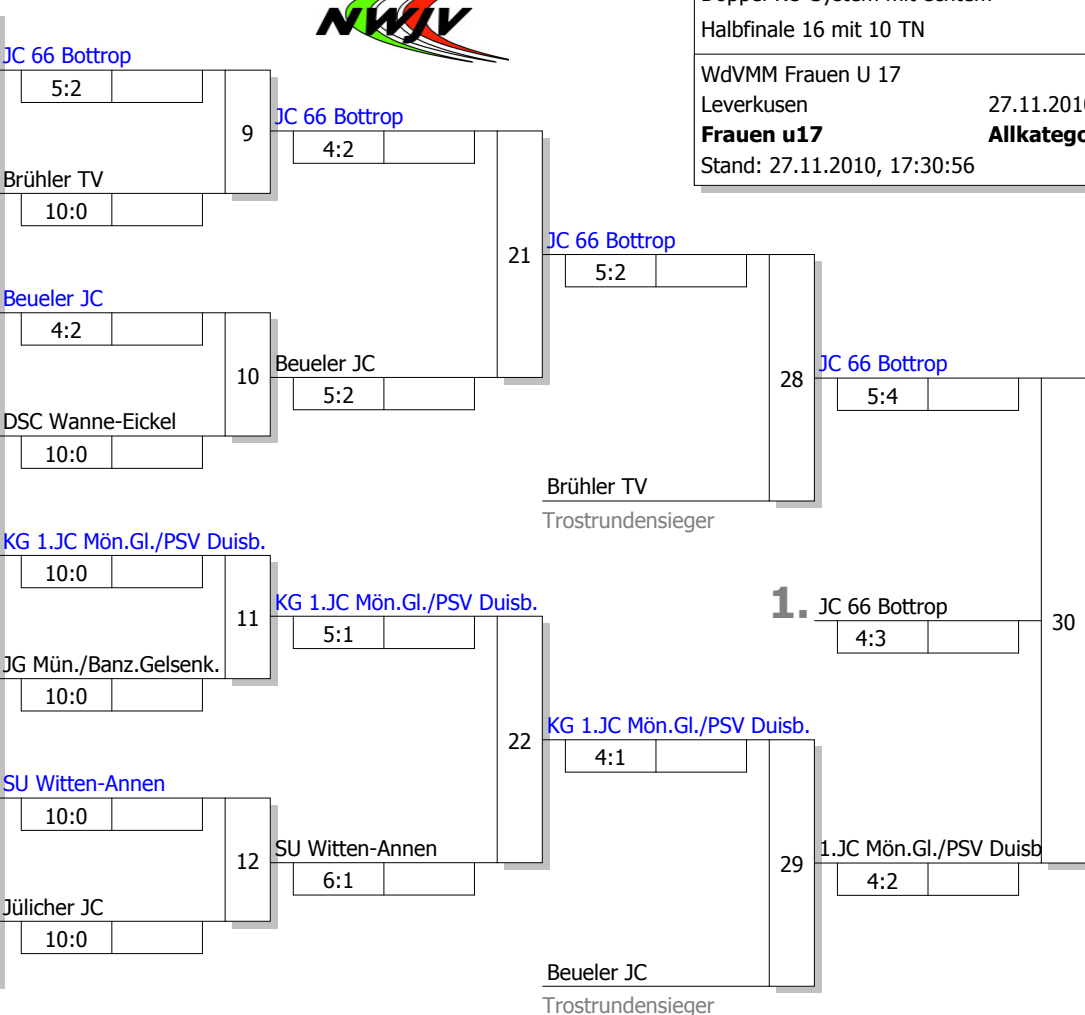 NWJV
Halbfinale 16 mit 10 TN
WdVMM Frauen U 17
Leverkusen 27.11.2010
Frauen u17 Allkatego
Stand: 27.11.2010, 17:30:56
JC 66 Bottrop
5:2
9
JC 66 Bottrop
4:2
Brühler TV
10:0
21
JC 66 Bottrop
5:2
Beueler JC
4:2
10
Beueler JC
5:2
DSC Wanne-Eickel
10:0
28
JC 66 Bottrop
5:4
Brühler TV
Trostrundensieger
KG 1.JC Mön.Gl./PSV Duisb.
10:0
11
KG 1.JC Mön.Gl./PSV Duisb.
5:1
JG Mün./Banz.Gelsenk.
10:0
1. JC 66 Bottrop
4:3
30
22
KG 1.JC Mön.Gl./PSV Duisb.
4:1
SU Witten-Annen
10:0
12
SU Witten-Annen
6:1
Jülicher JC
10:0
29
1.JC Mön.Gl./PSV Duisb
4:2
Beueler JC
Trostrundensieger